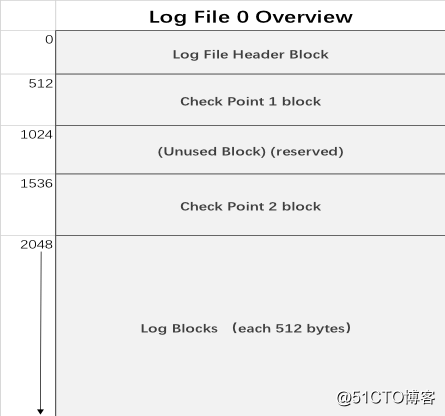 Log File 0 Overview
0
Log File Header Block
512
Check Point 1 block
1024
(Unused Block) (reserved)
1536
Check Point 2 block
2048
Log Blocks （each 512 bytes）
@51CTO博客